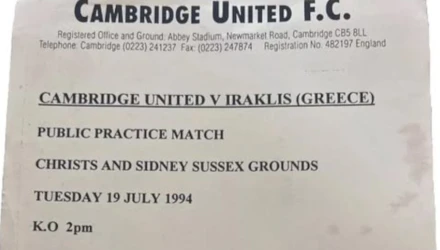 CAMBRIDGE UNITED F.C.
Registered Office and Ground: Abbey Stadium, Newmarket Road, Cambridge CB5 8LL
Telephone: Cambridge (0223) 241237 Fax: (0223) 247874 Registration No. 482197 England
CAMBRIDGE UNITED V IRAKLIS (GREECE)
PUBLIC PRACTICE MATCH
CHRISTS AND SIDNEY SUSSEX GROUNDS
TUESDAY 19 JULY 1994
K.O 2pm